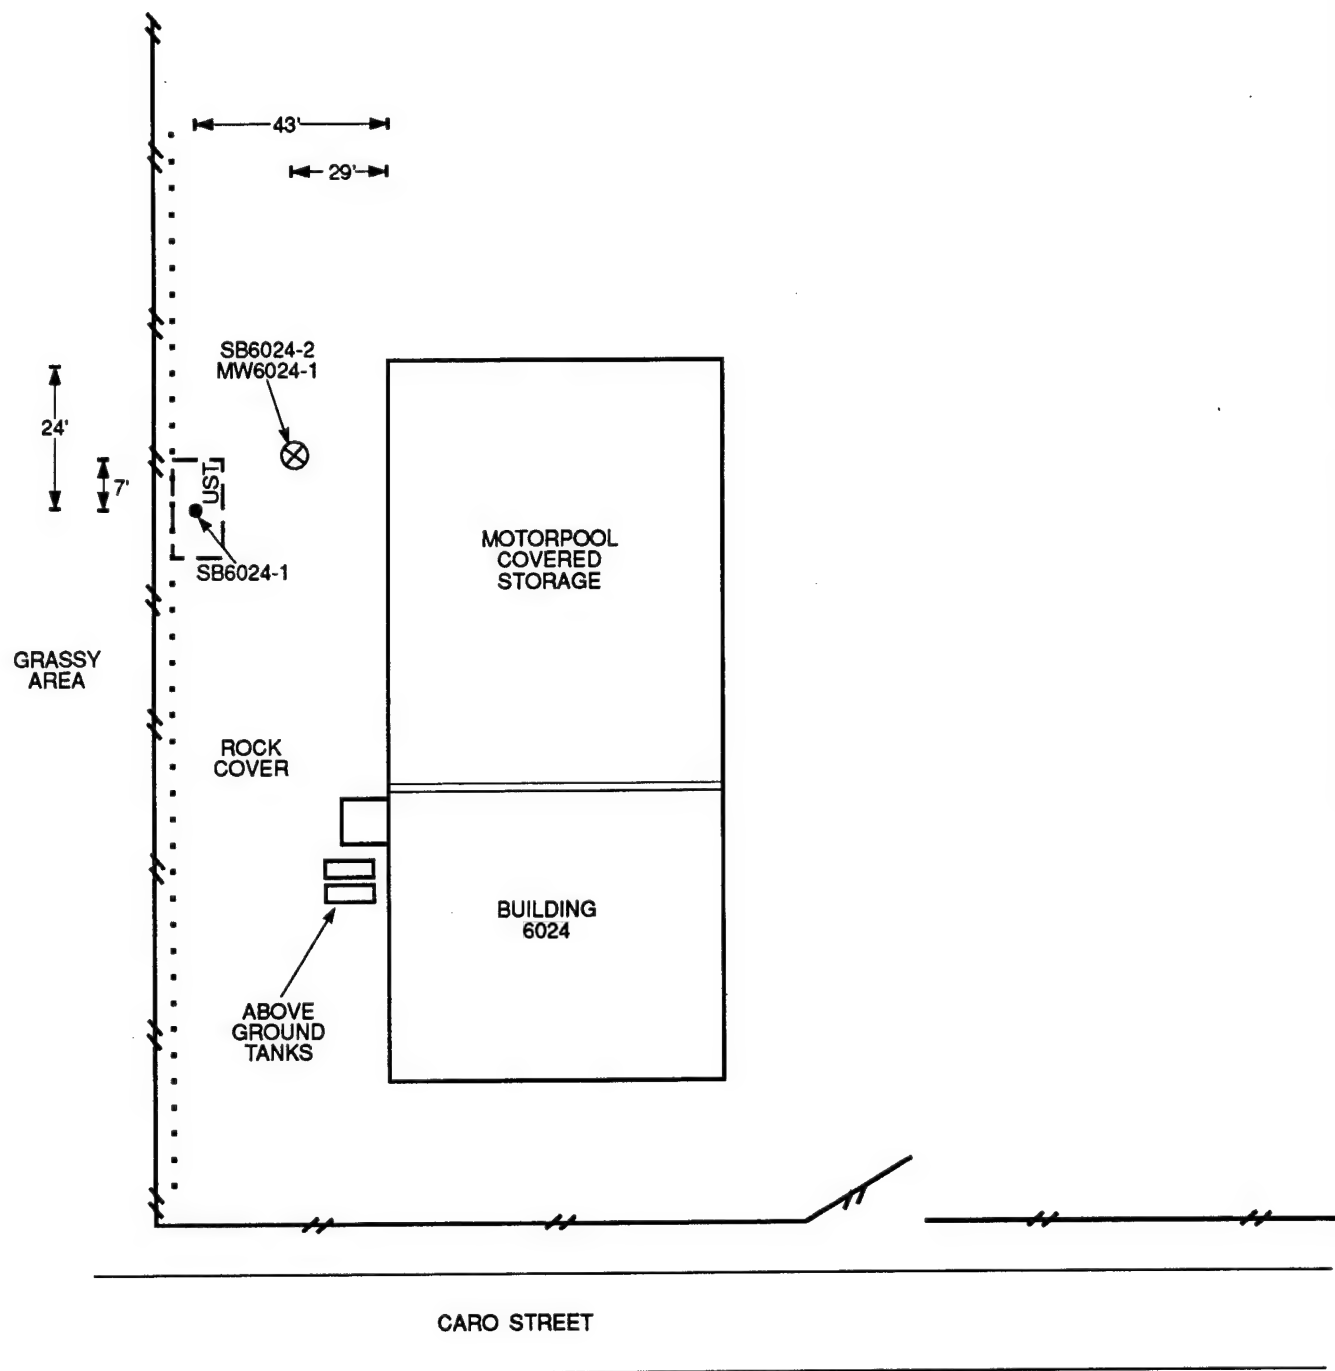 43'
29'
SB6024-2
MW6024-1
24'
7'
UST
SB6024-1
MOTORPOOL
COVERED
STORAGE
GRASSY
AREA
ROCK
COVER
BUILDING
6024
ABOVE
GROUND
TANKS
CARO STREET